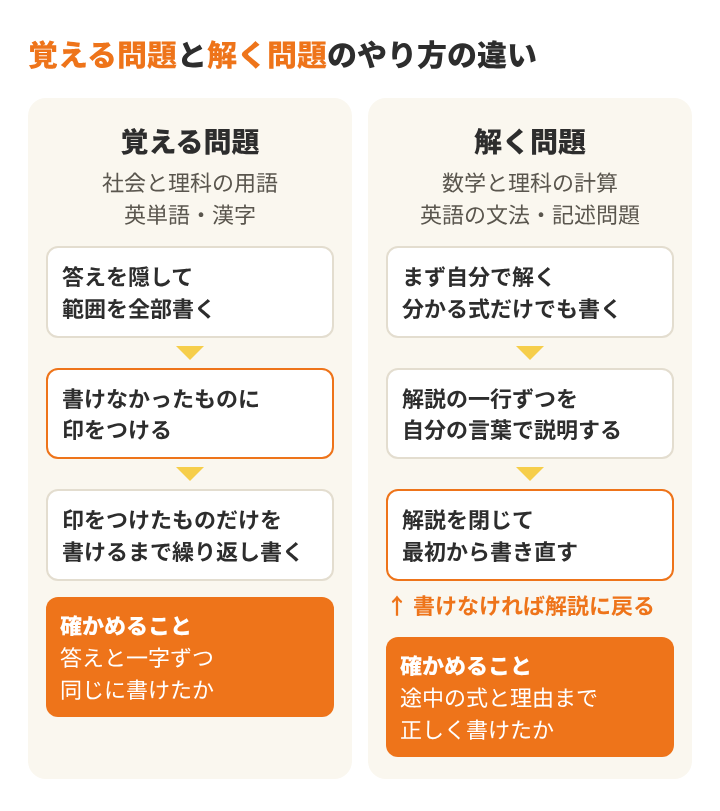 覚える問題と解く問題のやり方の違い
覚える問題
社会と理科の用語
英単語・漢字
答えを隠して
範囲を全部書く
書けなかったものに
印をつける
印をつけたものだけを
書けるまで繰り返し書く
確かめること
答えと一字ずつ
同じに書けたか
解く問題
数学と理科の計算
英語の文法・記述問題
まず自分で解く
分かる式だけでも書く
解説の一行ずつを
自分の言葉で説明する
解説を閉じて
最初から書き直す
↑ 書けなければ解説に戻る
確かめること
途中の式と理由まで
正しく書けたか